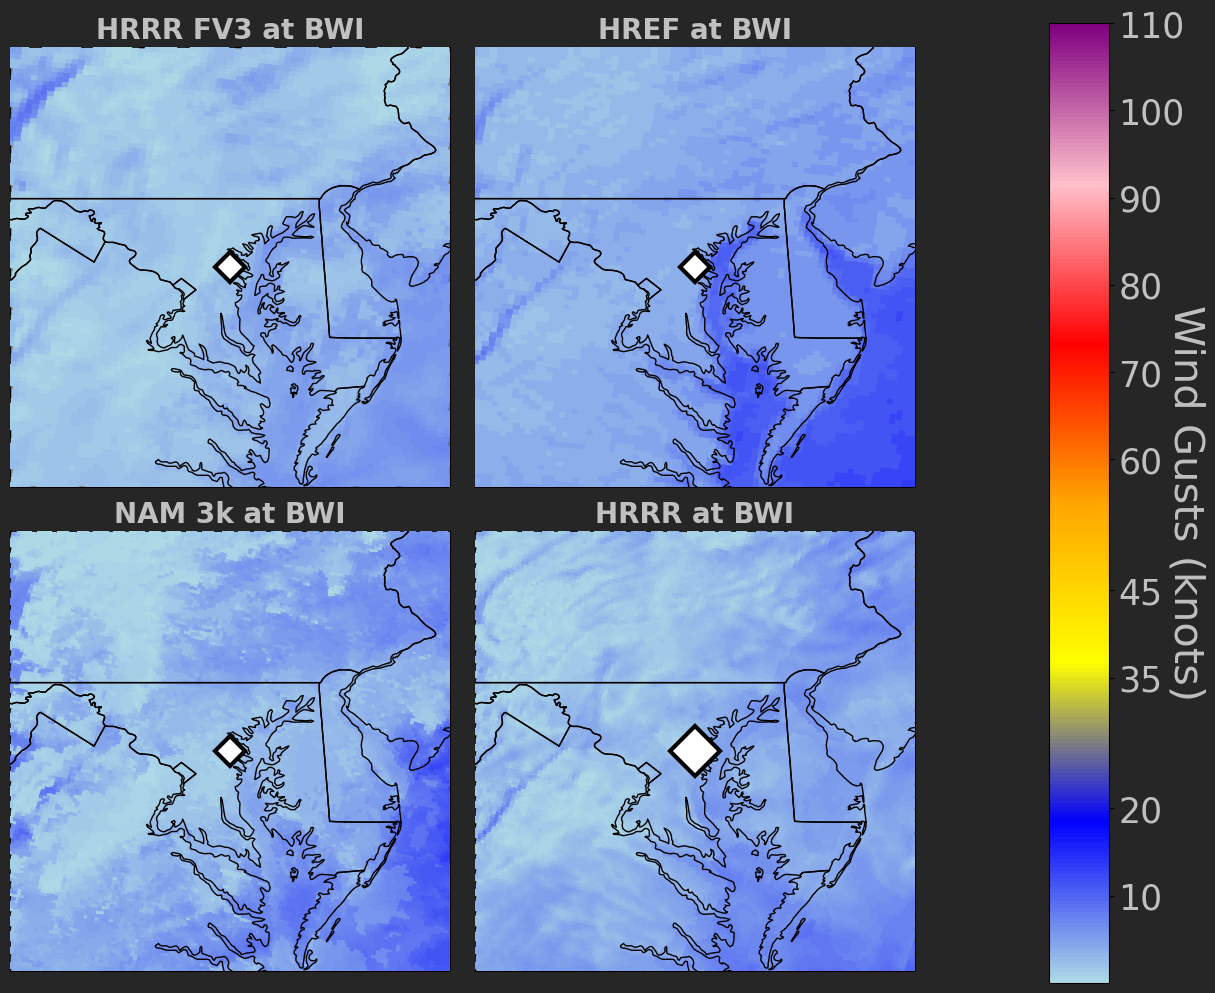 HRRR FV3 at BWI
HREF at BWI
NAM 3k at BWI
HRRR at BWI
110
100
90
80
70
60
45
35
20
10
Wind Gusts (knots)